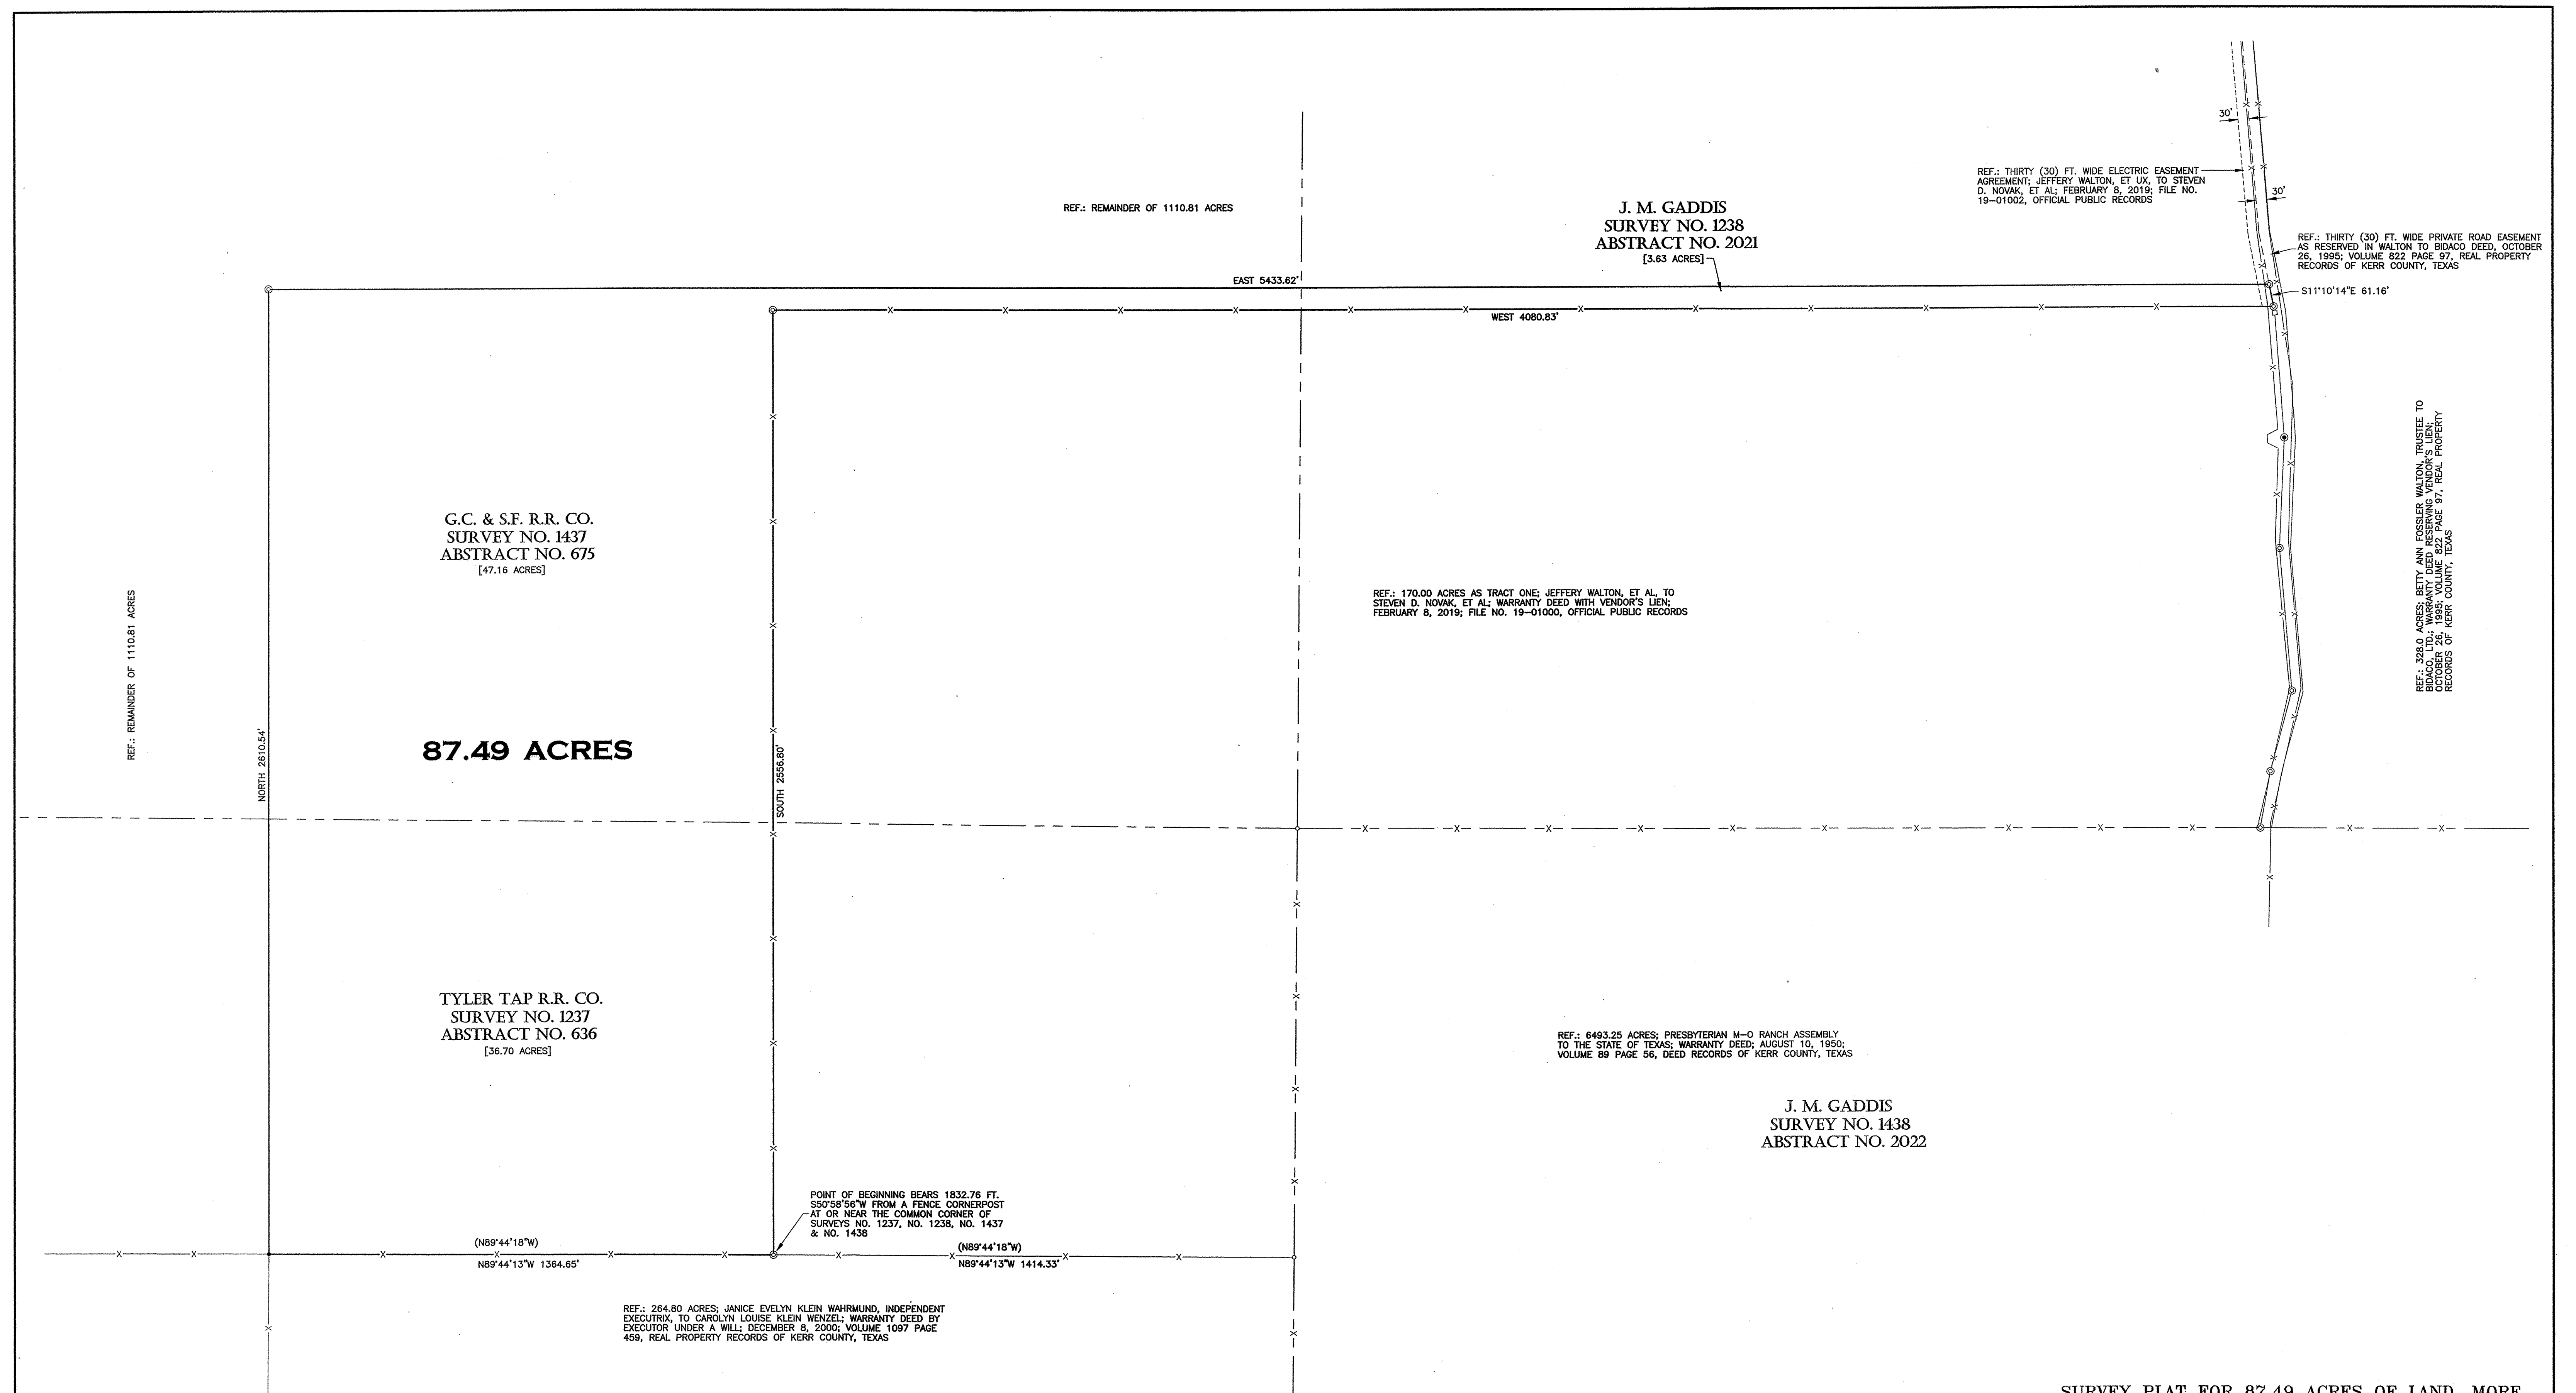 30'
REF.: THIRTY (30) FT. WIDE ELECTRIC EASEMENT
AGREEMENT; JEFFERY WALTON, ET UX, TO STEVEN
D. NOVAK, ET AL; FEBRUARY 8, 2019; FILE NO.
19-01002, OFFICIAL PUBLIC RECORDS
30'
REF.: REMAINDER OF 1110.81 ACRES
J. M. GADDIS
SURVEY NO. 1238
ABSTRACT NO. 2021
[3.63 ACRES]
REF.: THIRTY (30) FT. WIDE PRIVATE ROAD EASEMENT
AS RESERVED IN WALTON TO BIDACO DEED, OCTOBER
26, 1995; VOLUME 822 PAGE 97, REAL PROPERTY
RECORDS OF KERR COUNTY, TEXAS
EAST 5433.62'
S11°10'14"E 61.16'
WEST 4080.83'
REF.: 328.0 ACRES; BETTY ANN FOSSLER WALTON, TRUSTEE TO
BIDACO, LTD.; WARRANTY DEED RESERVING VENDOR'S LIEN;
OCTOBER 26, 1995; VOLUME 822 PAGE 97, REAL PROPERTY
RECORDS OF KERR COUNTY, TEXAS
G.C. & S.F. R.R. CO.
SURVEY NO. 1437
ABSTRACT NO. 675
[47.16 ACRES]
REF.: REMAINDER OF 1110.81 ACRES
REF.: 170.00 ACRES AS TRACT ONE; JEFFERY WALTON, ET AL, TO
STEVEN D. NOVAK, ET AL; WARRANTY DEED WITH VENDOR'S LIEN;
FEBRUARY 8, 2019; FILE NO. 19-01000, OFFICIAL PUBLIC RECORDS
NORTH 2610.54'
87.49 ACRES
SOUTH 2556.80'
TYLER TAP R.R. CO.
SURVEY NO. 1237
ABSTRACT NO. 636
[36.70 ACRES]
REF.: 6493.25 ACRES; PRESBYTERIAN M-O RANCH ASSEMBLY
TO THE STATE OF TEXAS; WARRANTY DEED; AUGUST 10, 1950;
VOLUME 89 PAGE 56, DEED RECORDS OF KERR COUNTY, TEXAS
J. M. GADDIS
SURVEY NO. 1438
ABSTRACT NO. 2022
POINT OF BEGINNING BEARS 1832.76 FT.
S50°58'56"W FROM A FENCE CORNERPOST
AT OR NEAR THE COMMON CORNER OF
SURVEYS NO. 1237, NO. 1238, NO. 1437
& NO. 1438
(N89°44'18"W)
N89°44'13"W 1364.65'
(N89°44'18"W)
N89°44'13"W 1414.33'
REF.: 264.80 ACRES; JANICE EVELYN KLEIN WAHRMUND, INDEPENDENT
EXECUTRIX, TO CAROLYN LOUISE KLEIN WENZEL; WARRANTY DEED BY
EXECUTOR UNDER A WILL; DECEMBER 8, 2000; VOLUME 1097 PAGE
459, REAL PROPERTY RECORDS OF KERR COUNTY, TEXAS
SURVEY PLAT FOR 87.49 ACRES OF LAND, MORE